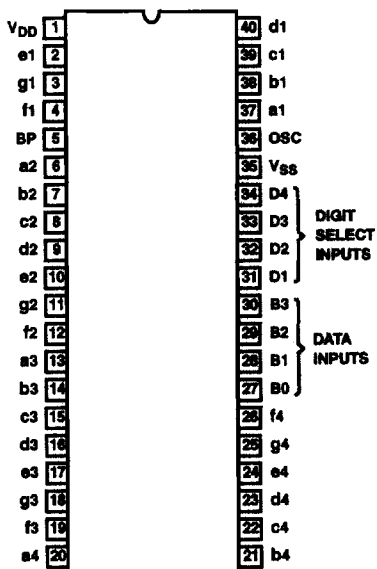 VDD 1 40 d1
e1 2 39 c1
g1 3 38 b1
f1 4 37 a1
BP 5 36 OSC
a2 6 35 VSS
b2 7 34 D4
c2 8 33 D3
d2 9 32 D2
e2 10 31 D1
DIGIT
SELECT
INPUTS
g2 11 30 B3
f2 12 29 B2
a3 13 28 B1
b3 14 27 B0
DATA
INPUTS
c3 15 26 f4
d3 16 25 g4
e3 17 24 e4
g3 18 23 d4
f3 19 22 c4
a4 20 21 b4